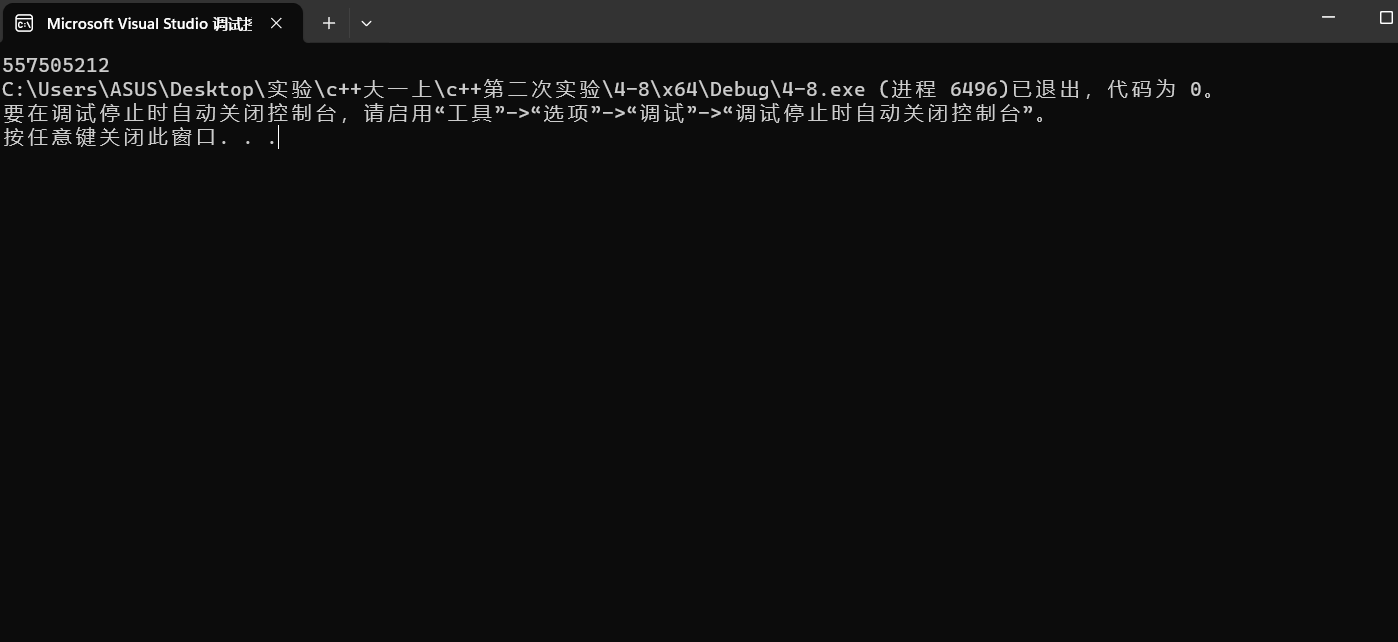 Microsoft Visual Studio 调试
557505212
C:\Users\ASUS\Desktop\实验\c++大一上\c++第二次实验\4-8\x64\Debug\4-8.exe (进程 6496)已退出，代码为 0。
要在调试停止时自动关闭控制台，请启用“工具”->“选项”->“调试”->“调试停止时自动关闭控制台”。
按任意键关闭此窗口. . .